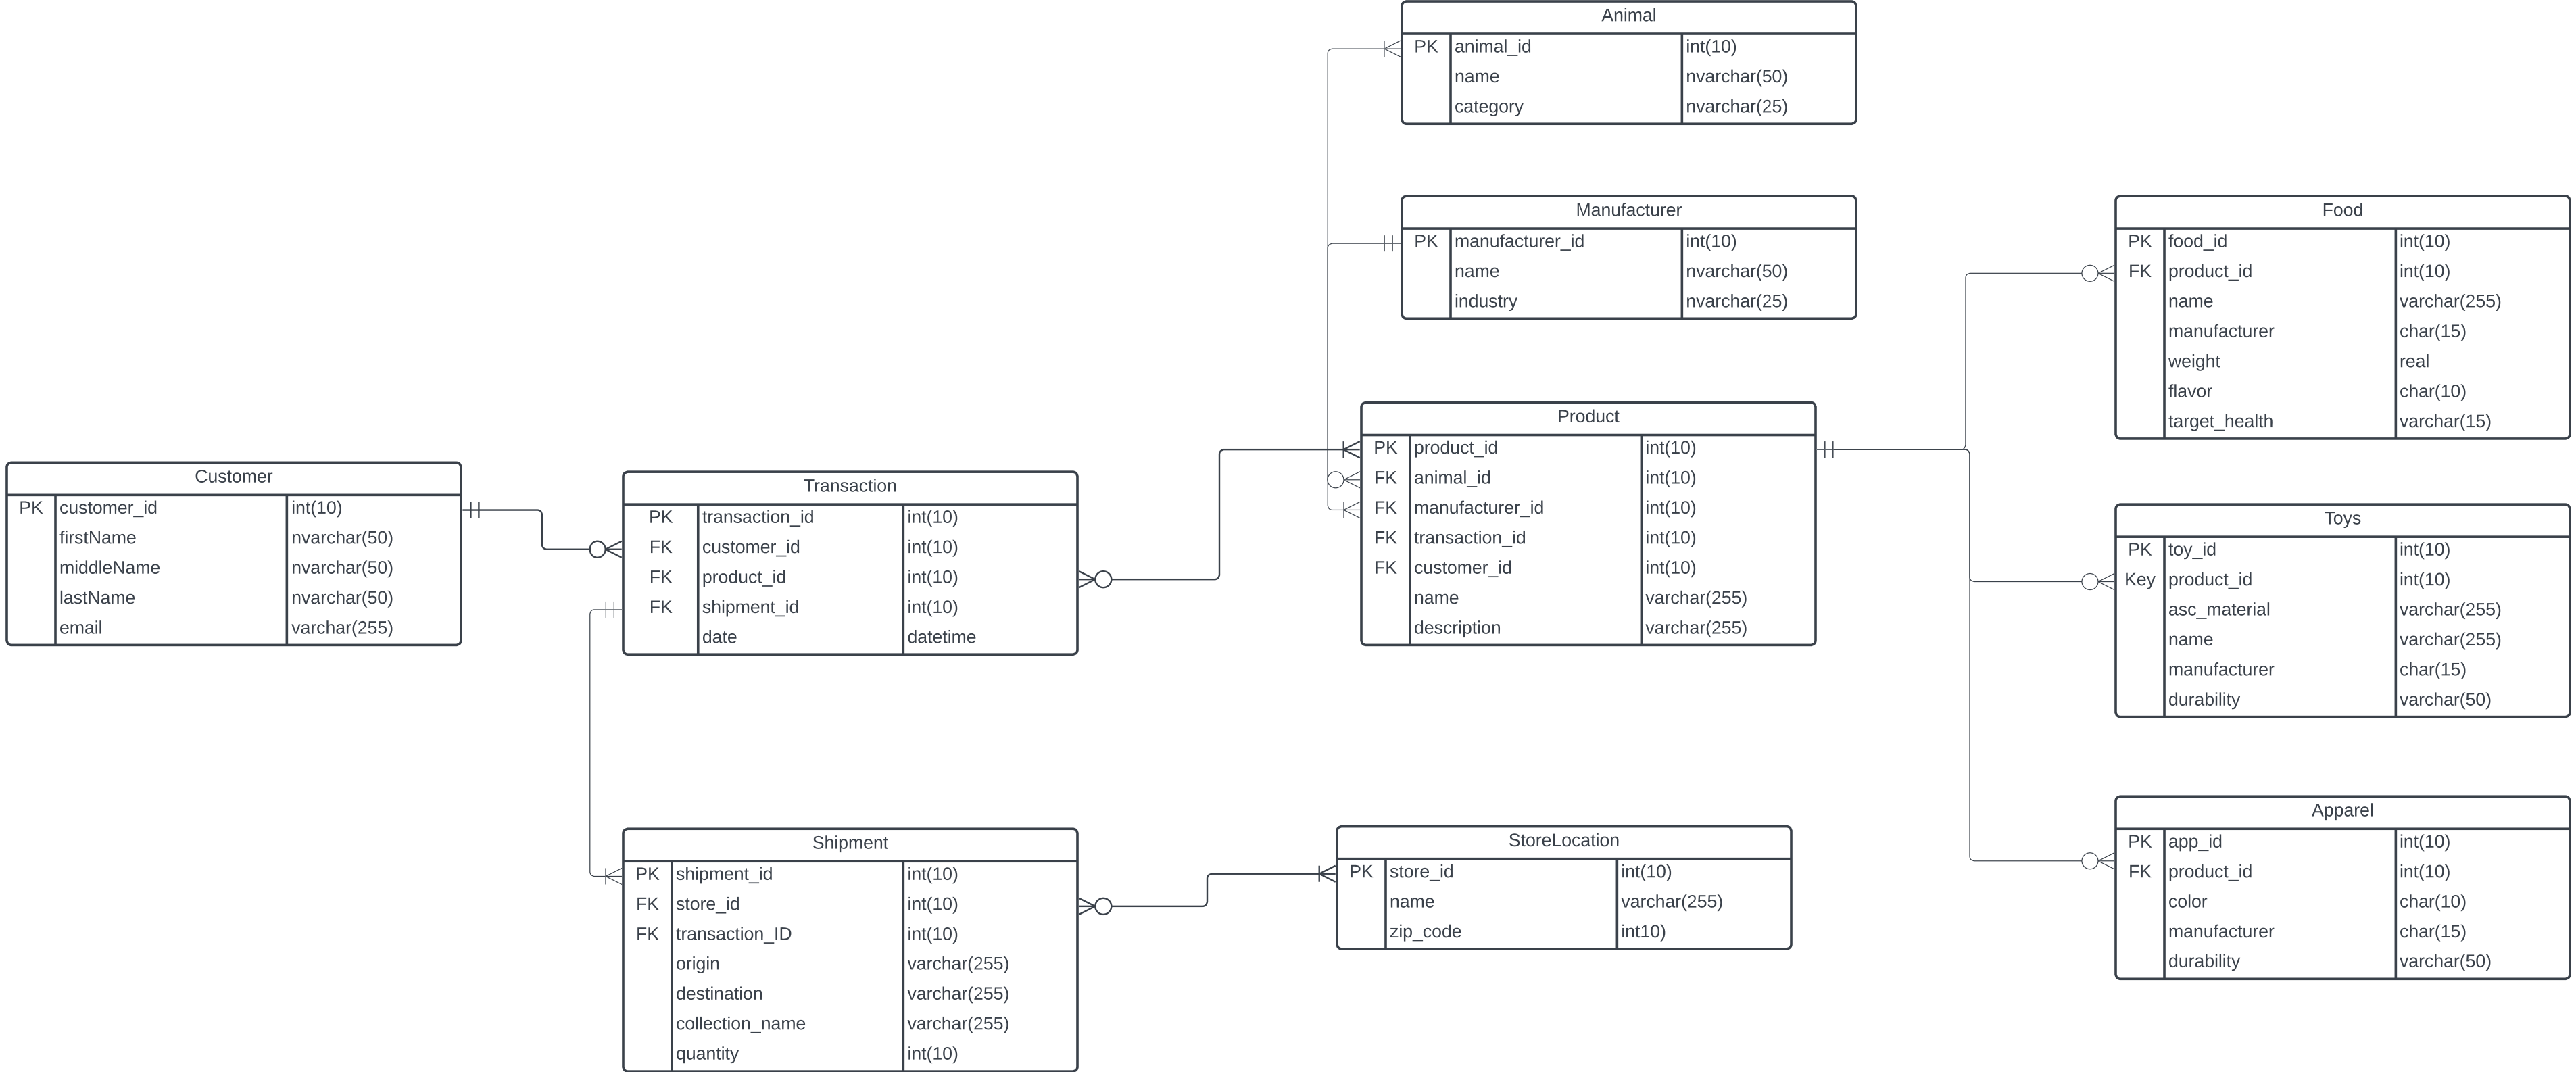 Animal
PK animal_id int(10)
name nvarchar(50)
category nvarchar(25)
Manufacturer
PK manufacturer_id int(10)
name nvarchar(50)
industry nvarchar(25)
Food
PK food_id int(10)
FK product_id int(10)
name varchar(255)
manufacturer char(15)
weight real
flavor char(10)
target_health varchar(15)
Product
PK product_id int(10)
FK animal_id int(10)
FK manufacturer_id int(10)
FK transaction_id int(10)
FK customer_id int(10)
name varchar(255)
description varchar(255)
Customer
PK customer_id int(10)
firstName nvarchar(50)
middleName nvarchar(50)
lastName nvarchar(50)
email varchar(255)
Transaction
PK transaction_id int(10)
FK customer_id int(10)
FK product_id int(10)
FK shipment_id int(10)
date datetime
Toys
PK toy_id int(10)
Key product_id int(10)
asc_material varchar(255)
name varchar(255)
manufacturer char(15)
durability varchar(50)
Shipment
PK shipment_id int(10)
FK store_id int(10)
FK transaction_ID int(10)
origin varchar(255)
destination varchar(255)
collection_name varchar(255)
quantity int(10)
StoreLocation
PK store_id int(10)
name varchar(255)
zip_code int10)
Apparel
PK app_id int(10)
FK product_id int(10)
color char(10)
manufacturer char(15)
durability varchar(50)